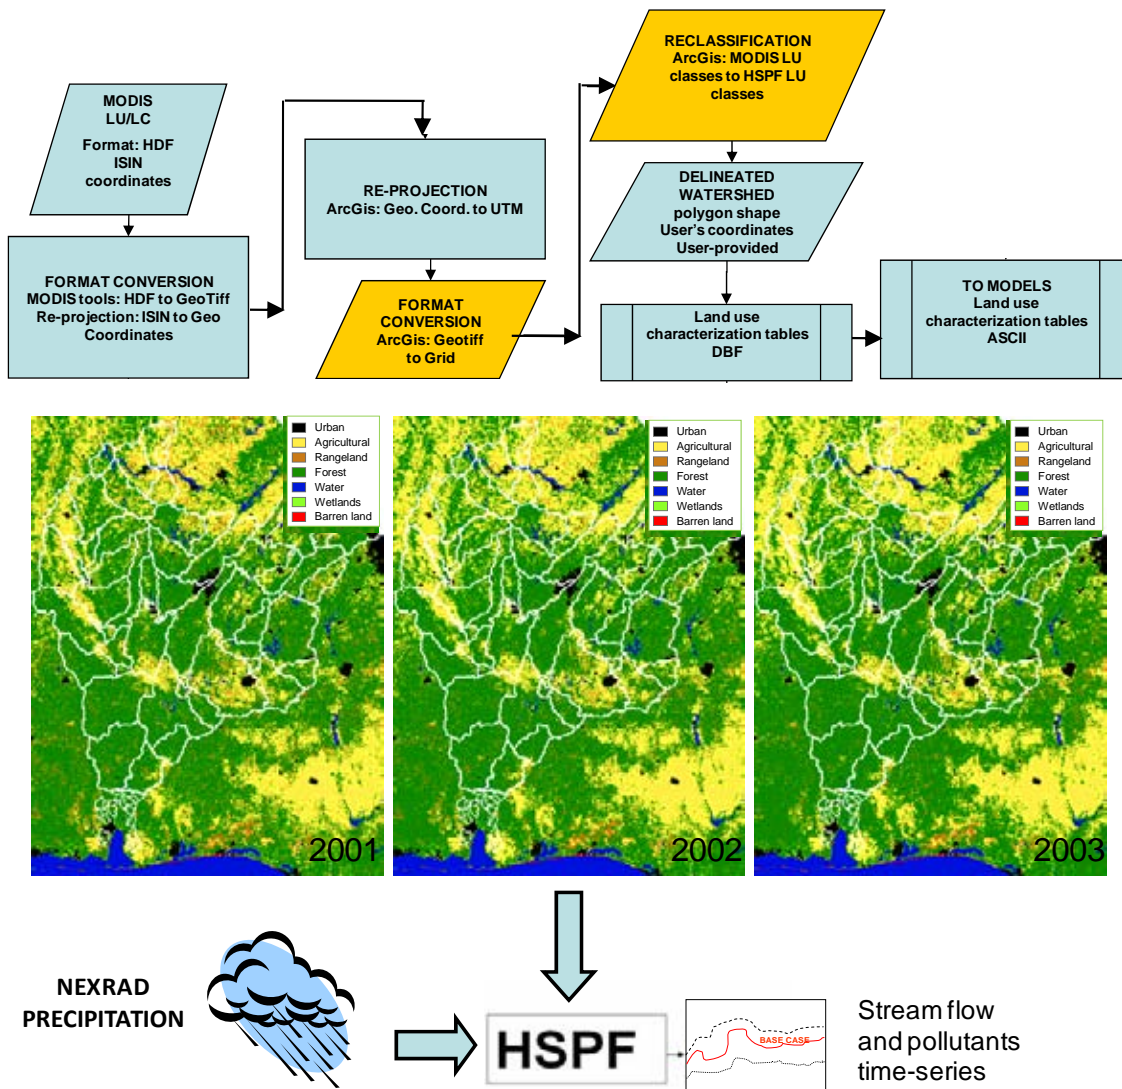 MODIS
LU/LC
Format: HDF
ISIN
coordinates
FORMAT CONVERSION
MODIS tools: HDF to GeoTiff
Re-projection: ISIN to Geo
Coordinates
RE-PROJECTION
ArcGis: Geo. Coord. to UTM
FORMAT
CONVERSION
ArcGis: Geotiff
to Grid
RECLASSIFICATION
ArcGis: MODIS LU
classes to HSPF LU
classes
DELINEATED
WATERSHED
polygon shape
User's coordinates
User-provided
Land use
characterization tables
DBF
TO MODELS
Land use
characterization tables
ASCII
Urban
Agricultural
Rangeland
Forest
Water
Wetlands
Barren land
2001
Urban
Agricultural
Rangeland
Forest
Water
Wetlands
Barren land
2002
Urban
Agricultural
Rangeland
Forest
Water
Wetlands
Barren land
2003
NEXRAD
PRECIPITATION
HSPF
BASE CASE
Stream flow
and pollutants
time-series